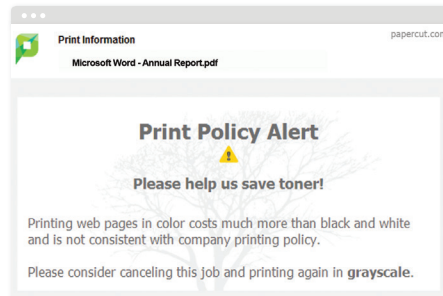 papercut.com
Print Information
Microsoft Word - Annual Report.pdf
Print Policy Alert
Please help us save toner!
Printing web pages in color costs much more than black and white
and is not consistent with company printing policy.
Please consider canceling this job and printing again in grayscale.